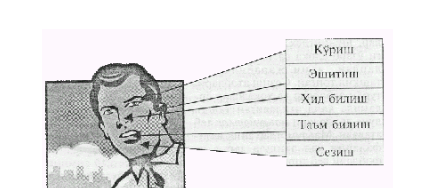 Кўриш
Эшитиш
Ҳид билиш
Таъм билиш
Сезиш